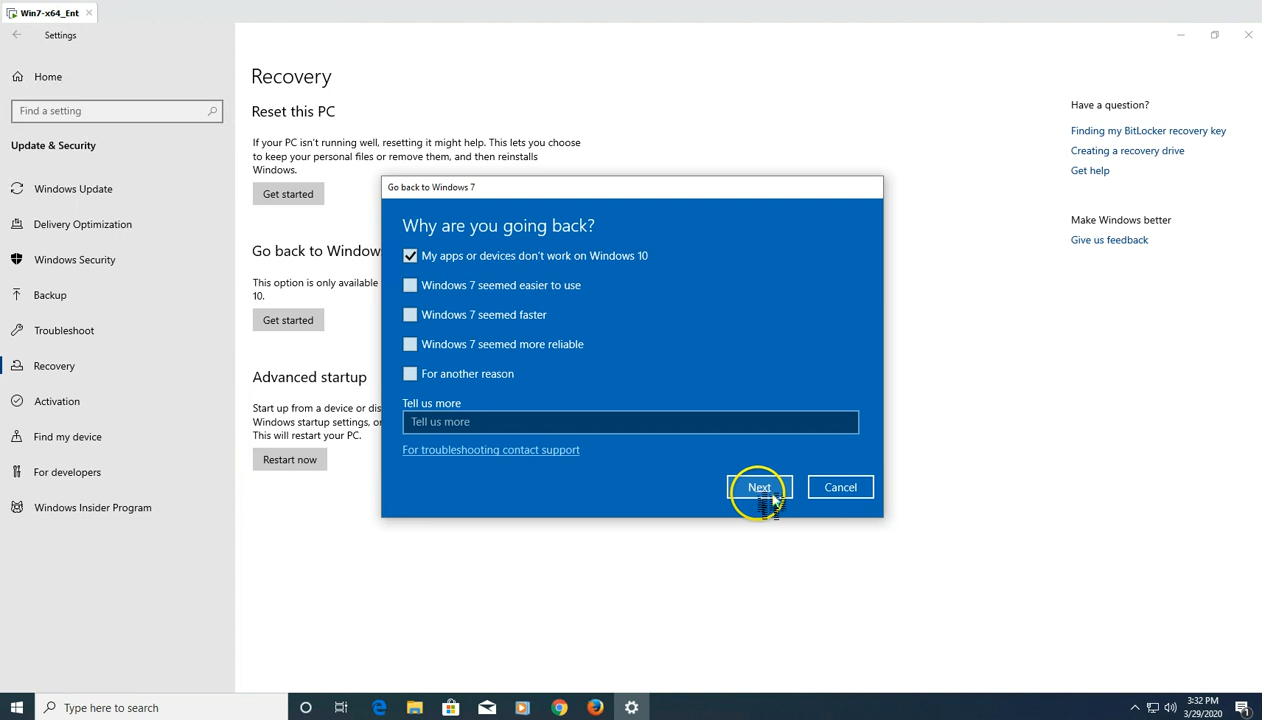 Win7-x64_Ent
Settings
Home
Find a setting
Update & Security
Windows Update
Delivery Optimization
Windows Security
Backup
Troubleshoot
Recovery
Activation
Find my device
For developers
Windows Insider Program
Recovery
Reset this PC
If your PC isn't running well, resetting it might help. This lets you choose
to keep your personal files or remove them, and then reinstalls
Windows.
Get started
Go back to Window
This option is only available
10.
Get started
Advanced startup
Start up from a device or dis
Windows startup settings, or
This will restart your PC.
Restart now
Go back to Windows 7
Why are you going back?
My apps or devices don't work on Windows 10
Windows 7 seemed easier to use
Windows 7 seemed faster
Windows 7 seemed more reliable
For another reason
Tell us more
Tell us more
For troubleshooting contact support
Next
Cancel
Have a question?
Finding my BitLocker recovery key
Creating a recovery drive
Get help
Make Windows better
Give us feedback
Type here to search
3:32 PM
3/29/2020
1